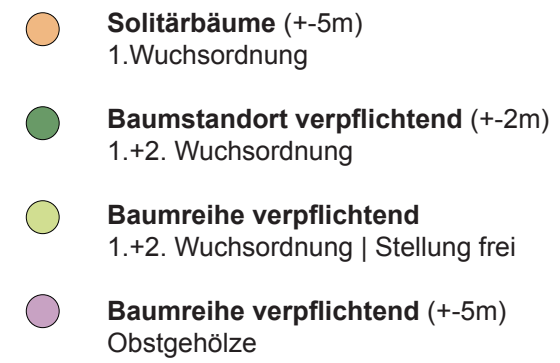 Solitärbäume (+-5m)
1.Wuchsordnung
Baumstandort verpflichtend (+-2m)
1.+2. Wuchsordnung
Baumreihe verpflichtend
1.+2. Wuchsordnung | Stellung frei
Baumreihe verpflichtend (+-5m)
Obstgehölze